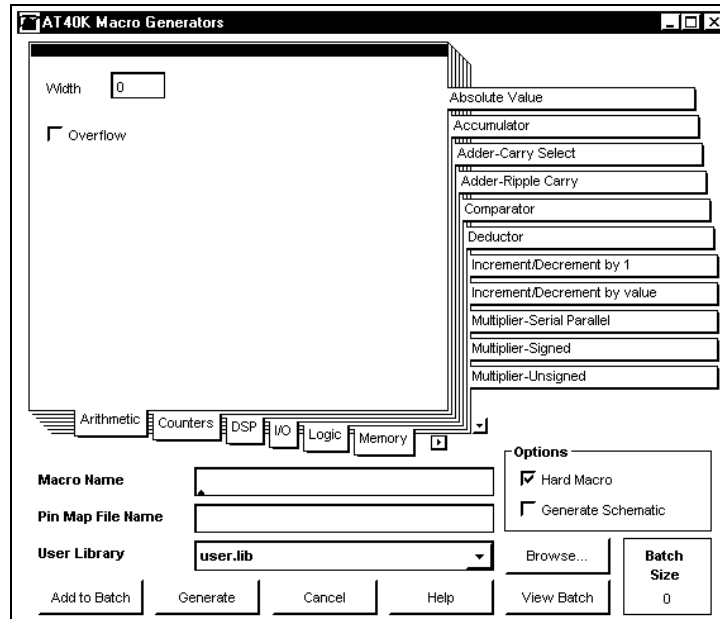 AT40K Macro Generators
Width 0
Overflow
Absolute Value
Accumulator
Adder-Carry Select
Adder-Ripple Carry
Comparator
Deductor
Increment/Decrement by 1
Increment/Decrement by value
Multiplier-Serial Parallel
Multiplier-Signed
Multiplier-Unsigned
Arithmetic Counters DSP I/O Logic Memory
Options
Macro Name
Hard Macro
Pin Map File Name
Generate Schematic
User Library user.lib Browse...
Batch Size
0
Add to Batch Generate Cancel Help View Batch